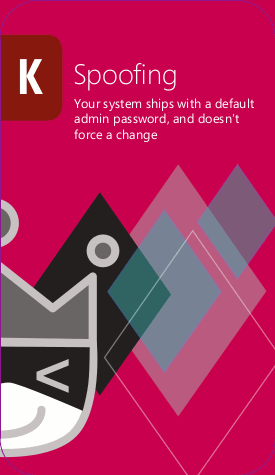 K
Spoofing
Your system ships with a default
admin password, and doesn't
force a change